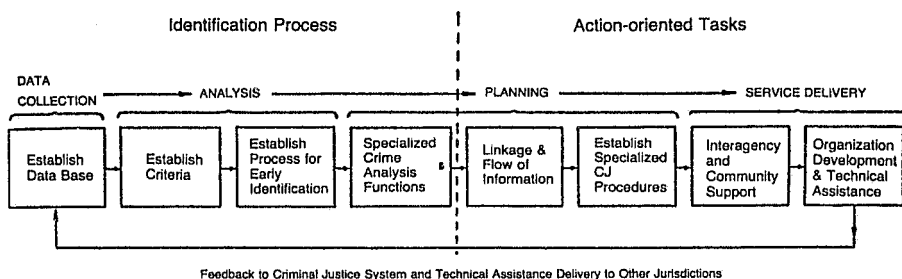 Identification Process
Action-oriented Tasks
DATA
COLLECTION
ANALYSIS
PLANNING
SERVICE DELIVERY
Establish
Data Base
Establish
Criteria
Establish
Process for
Early
Identification
Specialized
Crime
Analysis &
Functions
Linkage &
Flow of
Information
Establish
Specialized
CJ
Procedures
Interagency
and
Community
Support
Organization
Development
& Technical
Assistance
Feedback to Criminal Justice System and Technical Assistance Delivery to Other Jurisdictions